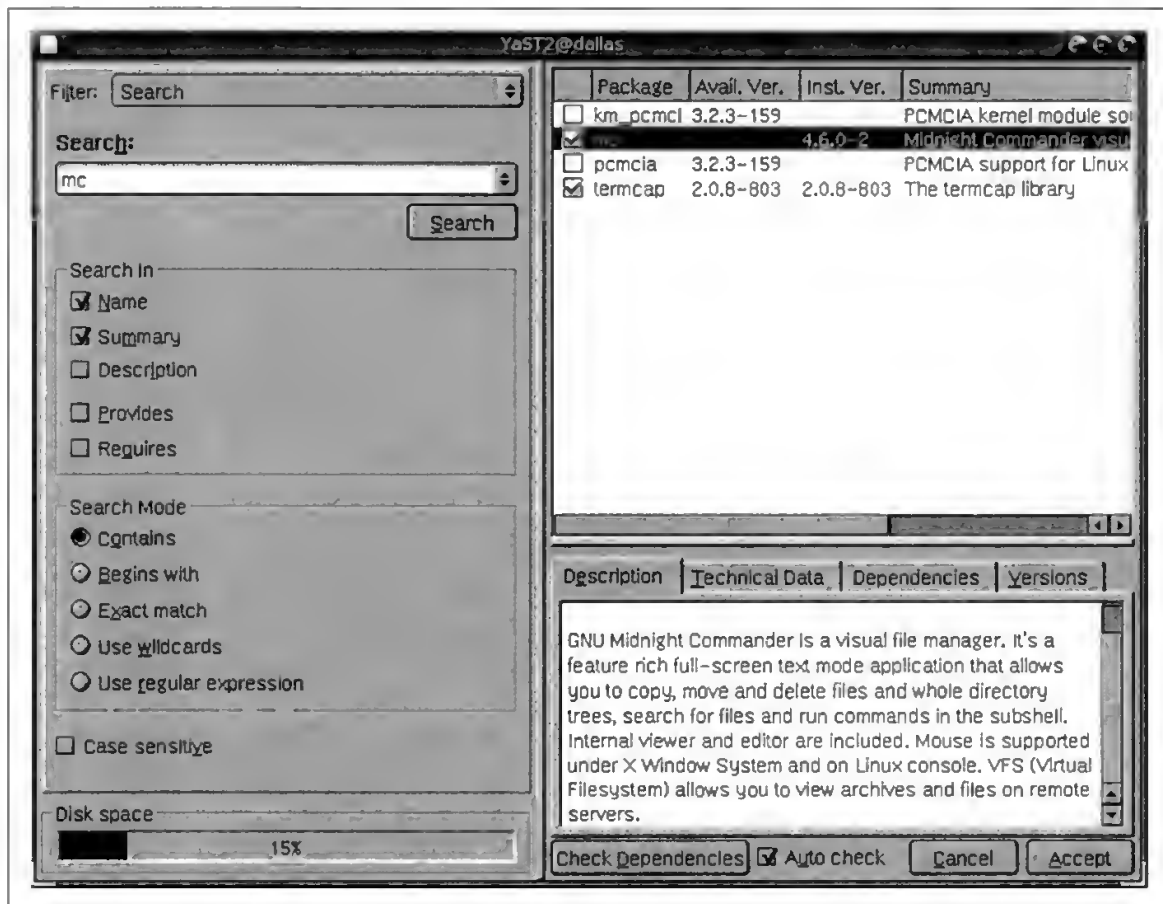 YaST2@dallas
Filter: Search
Search:
mc
Search
Search in
Name
Summary
Description
Provides
Requires
Search Mode
Contains
Begins with
Exact match
Use wildcards
Use regular expression
Case sensitive
Disk space
15%
Package Avail. Ver. Inst. Ver. Summary
km_pcmci 3.2.3-159 PCMCIA kernel module sou
mc 4.6.0-2 Midnight Commander visu
pcmcia 3.2.3-159 PCMCIA support for Linux
termcap 2.0.8-803 2.0.8-803 The termcap library
Description Technical Data Dependencies Versions
GNU Midnight Commander is a visual file manager. It's a
feature rich full-screen text mode application that allows
you to copy, move and delete files and whole directory
trees, search for files and run commands in the subshell.
Internal viewer and editor are included. Mouse is supported
under X Window System and on Linux console. VFS (Virtual
Filesystem) allows you to view archives and files on remote
servers.
Check Dependencies Auto check Cancel Accept